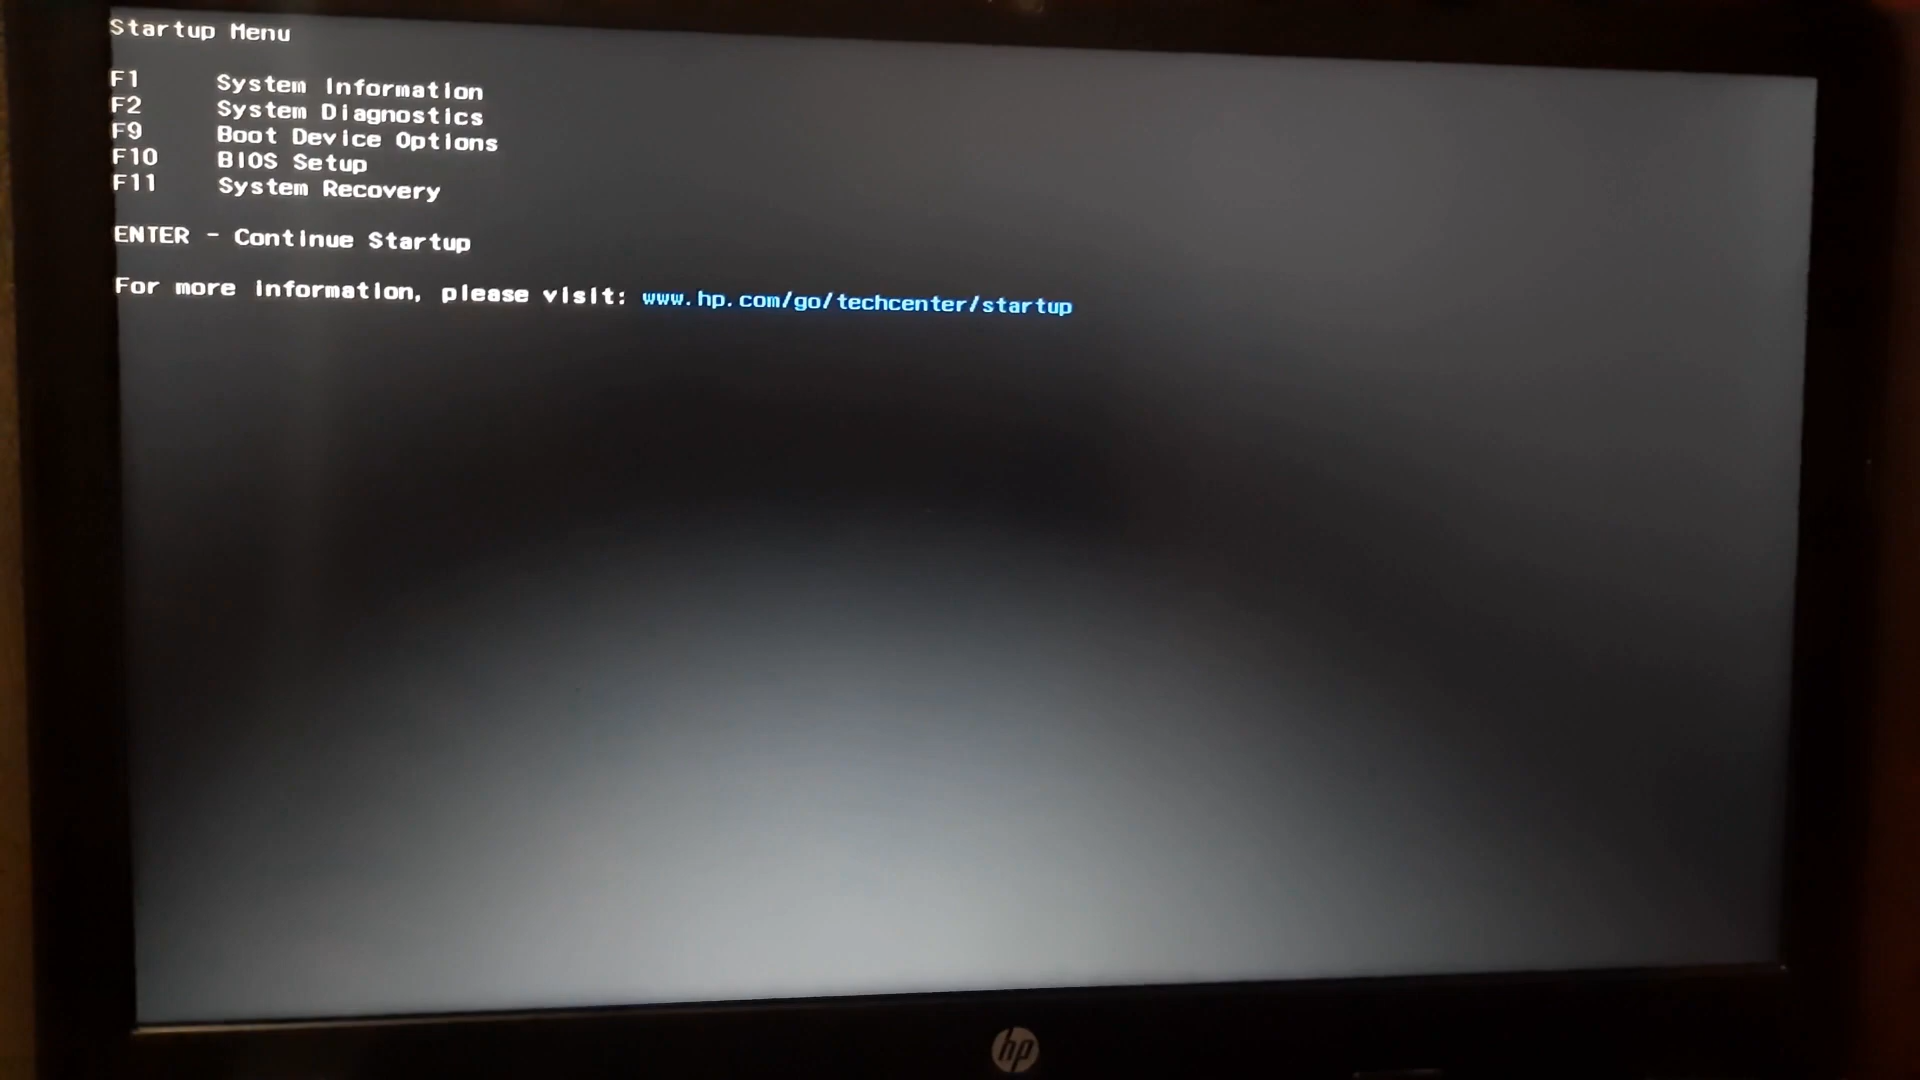 Startup Menu
F1 System Information
F2 System Diagnostics
F9 Boot Device Options
F10 BIOS Setup
F11 System Recovery
ENTER - Continue Startup
For more information, please visit: www.hp.com/go/techcenter/startup
hp